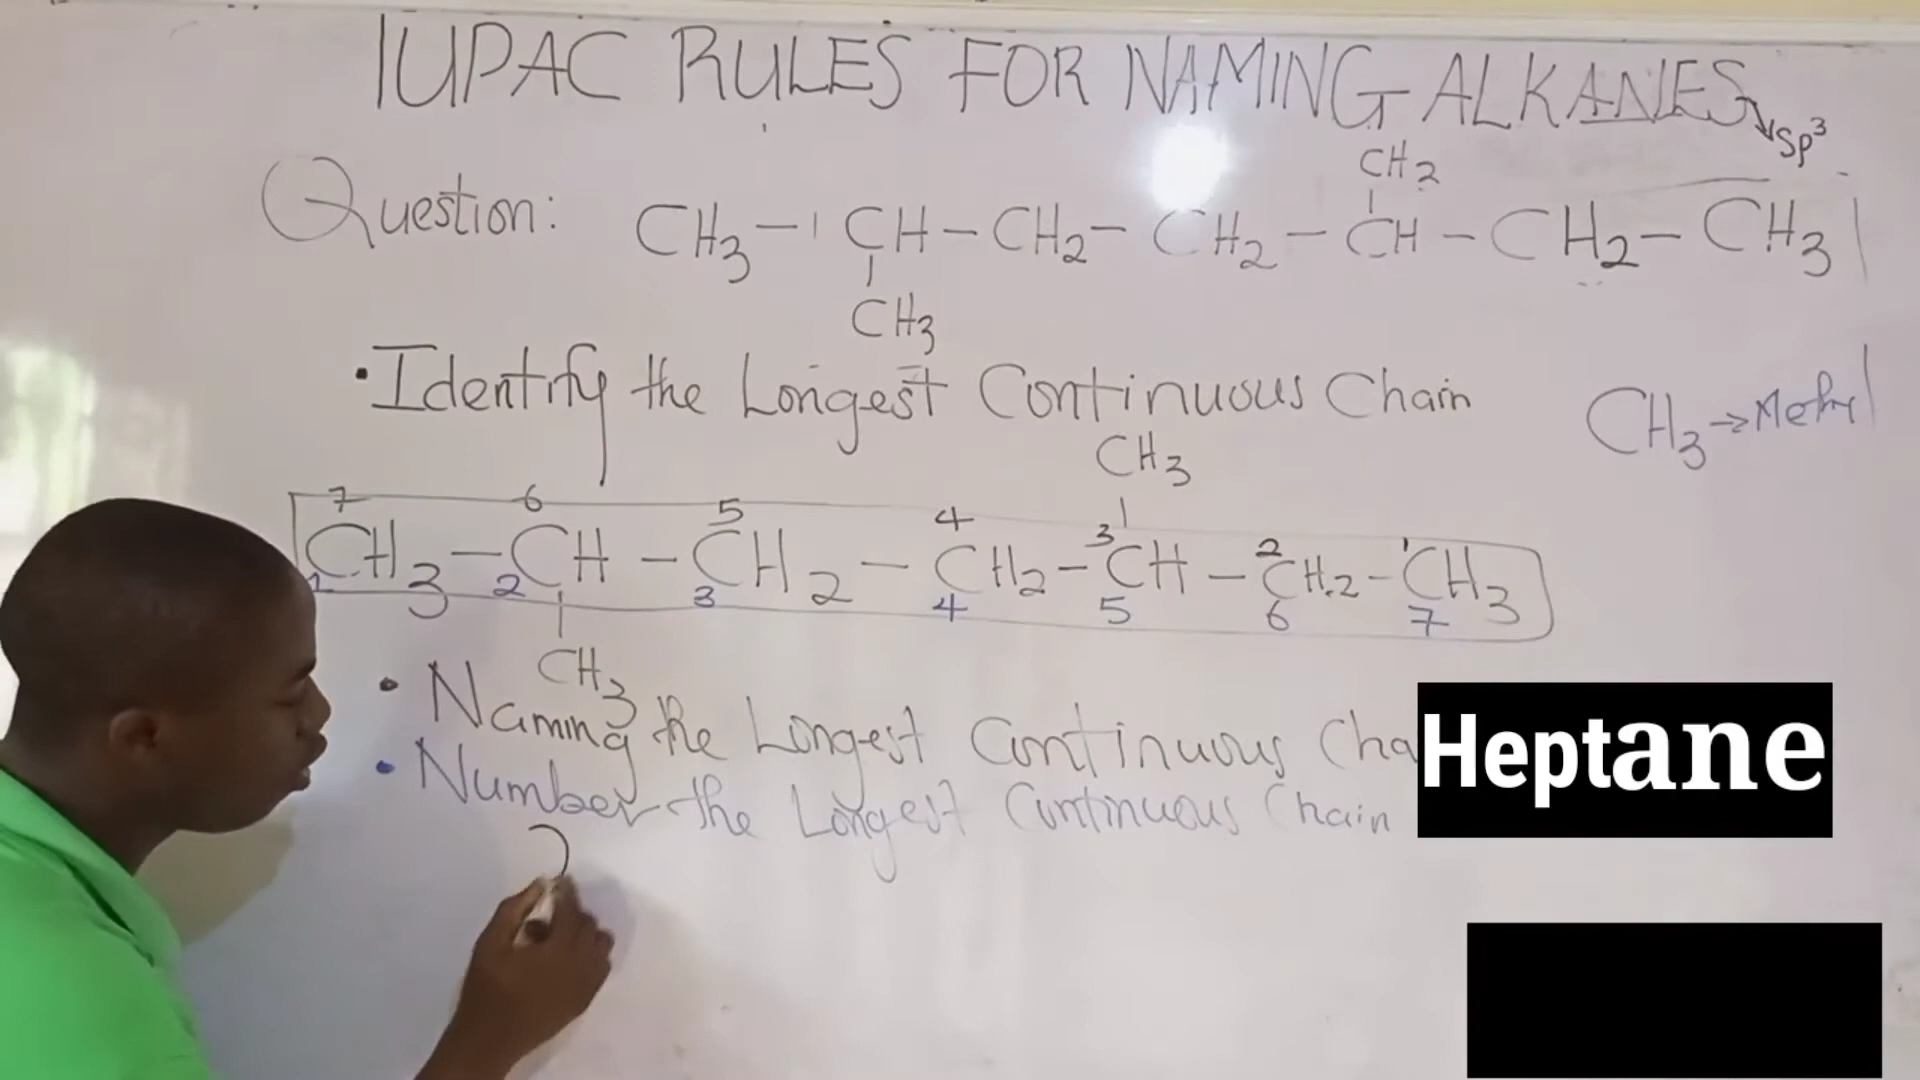 IUPAC RULES FOR NAMING ALKANES
Sp³
CH₂
Question: CH₃ – CH – CH₂ – CH₂ – CH – CH₂ – CH₃
CH₃
• Identify the Longest Continuous Chain
CH₃ → Methyl
CH₃
7 6 5 4 3 2 1
CH₃ – CH – CH₂ – CH₂ – CH – CH₂ – CH₃
1 2 3 4 5 6 7
CH₃
• Naming the Longest Continuous Cha
Heptane
• Number the Longest Continuous Chain